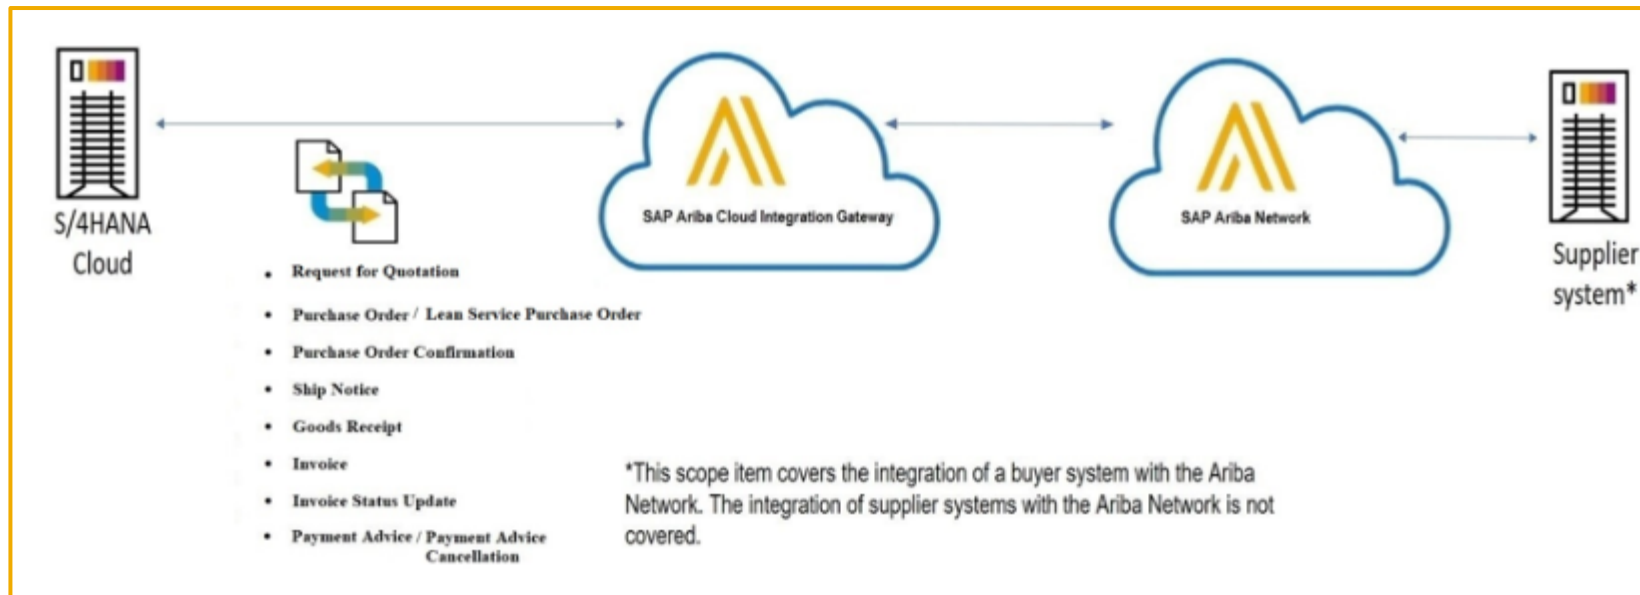 S/4HANA
Cloud
SAP Ariba Cloud Integration Gateway
SAP Ariba Network
Supplier
system*
• Request for Quotation
• Purchase Order / Lean Service Purchase Order
• Purchase Order Confirmation
• Ship Notice
• Goods Receipt
• Invoice
• Invoice Status Update
• Payment Advice / Payment Advice
Cancellation
*This scope item covers the integration of a buyer system with the Ariba
Network. The integration of supplier systems with the Ariba Network is not
covered.